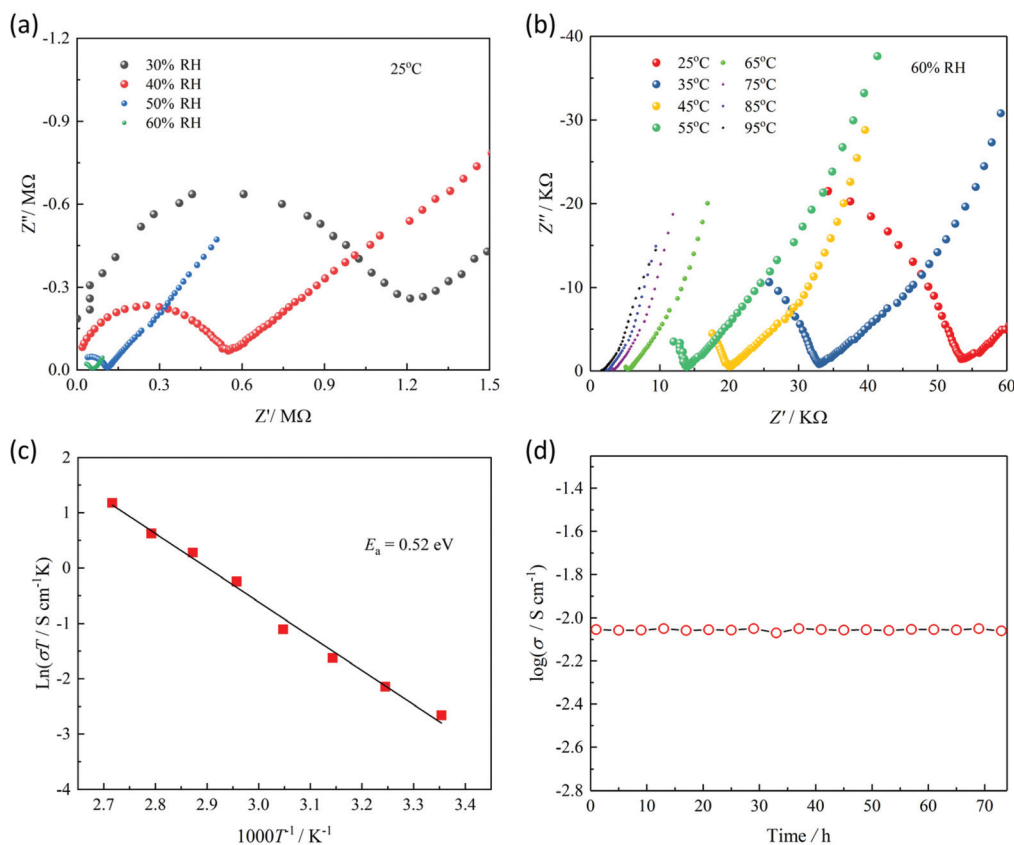 (a)
-1.2
-0.9
-0.6
-0.3
0.0
Z''/ MΩ
30% RH
40% RH
50% RH
60% RH
25°C
0.0 0.3 0.6 0.9 1.2 1.5
Z'/ MΩ
(b)
-40
-30
-20
-10
0
Z''/ KΩ
25°C 65°C
35°C 75°C
45°C 85°C
55°C 95°C
60% RH
0 10 20 30 40 50 60
Z'/ KΩ
(c)
2
1
0
-1
-2
-3
-4
Ln(σT / S cm⁻¹K)
Eₐ = 0.52 eV
2.7 2.8 2.9 3.0 3.1 3.2 3.3 3.4
1000T⁻¹ / K⁻¹
(d)
-1.4
-1.6
-1.8
-2.0
-2.2
-2.4
-2.6
-2.8
log(σ / S cm⁻¹)
0 10 20 30 40 50 60 70
Time / h